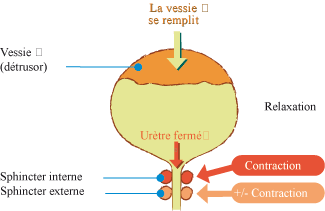 La vessie
se remplit
Vessie
(détrusor)
Relaxation
Urètre fermé
Contraction
Sphincter interne
Sphincter externe
+/- Contraction